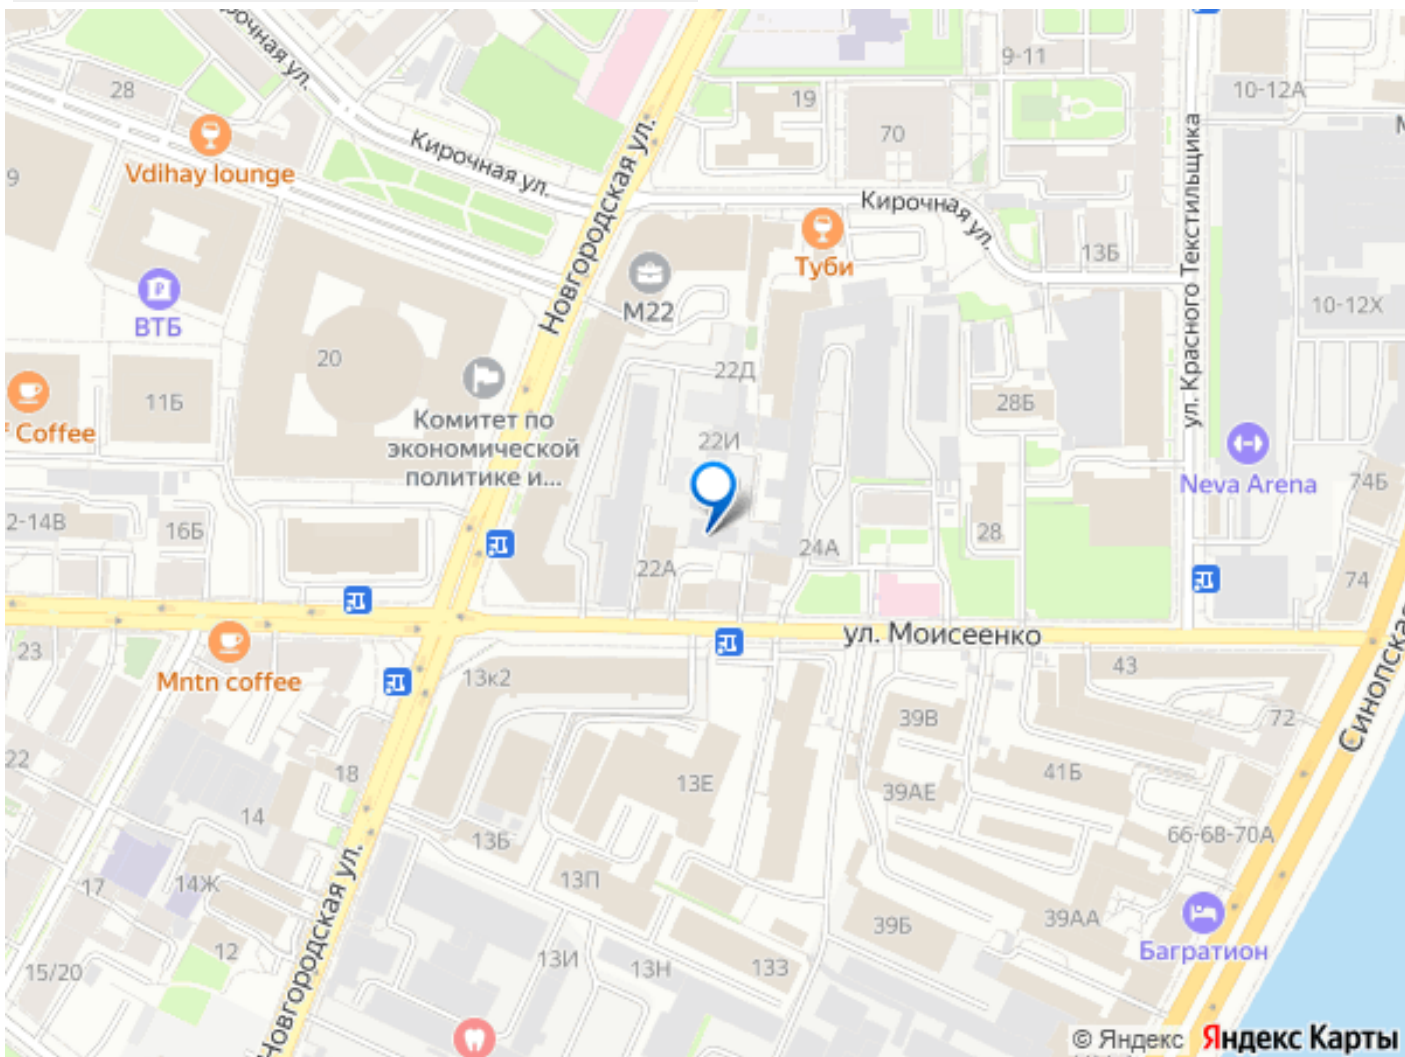 9-11
28
10-12А
19
Кирочная ул.
70
Vdihay lounge
Новгородская ул.
ул. Красного Текстильщика
9
Кирочная ул.
Туби
13Б
М22
ВТБ
10-12Х
20
22Д
11Б
28Б
Coffee
Комитет по
экономической
политике и...
22И
Neva Arena
74Б
2-14В
16Б
28
24А
22А
74
ул. Моисеенко
23
Mntn coffee
13к2
43
39В
72
Синопская
22
18
13Е
41Б
39АЕ
14
13Б
66-68-70А
17
14Ж
13П
Новгородская ул.
12
39Б
39АА
15/20
13И
13Н
133
Багратион
© Яндекс Яндекс Карты